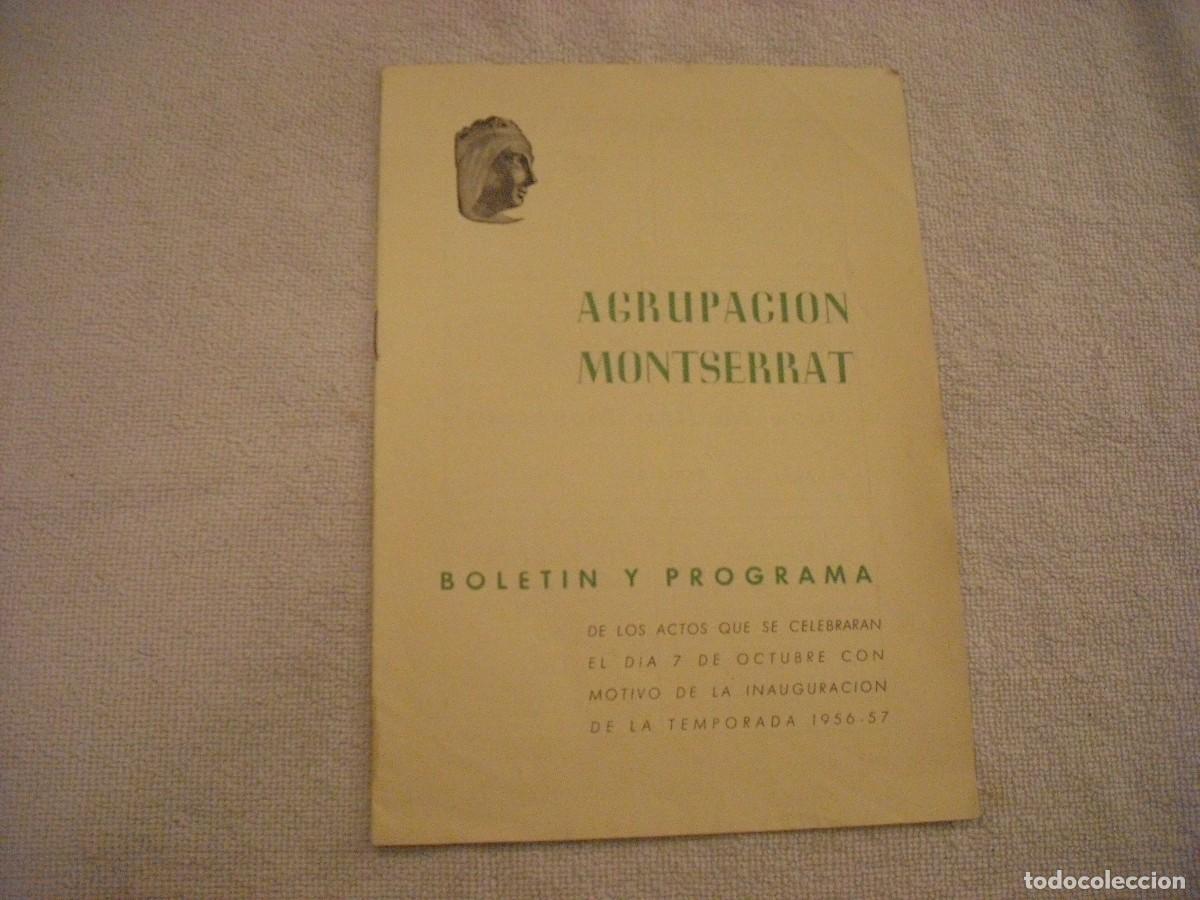 AGRUPACION
MONTSERRAT
BOLETIN Y PROGRAMA
DE LOS ACTOS QUE SE CELEBRARAN
EL DIA 7 DE OCTUBRE CON
MOTIVO DE LA INAUGURACION
DE LA TEMPORADA 1956-57
todocoleccion